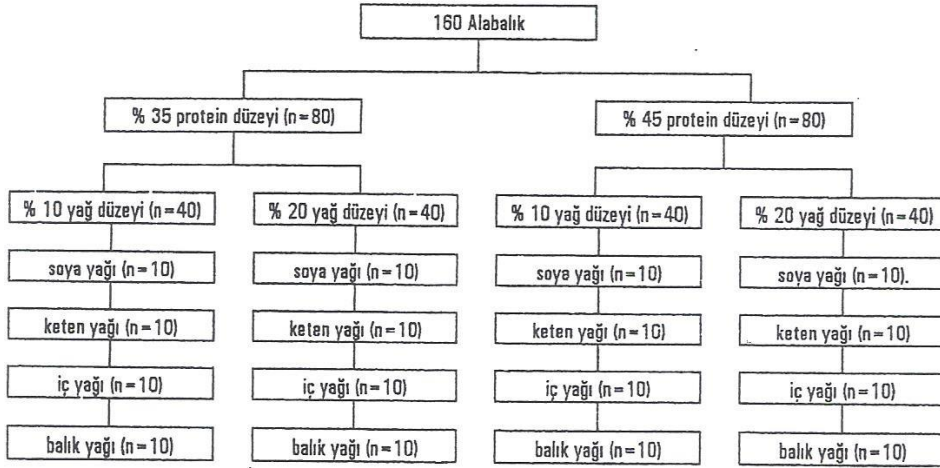 160 Alabalık
% 35 protein düzeyi (n=80)
% 45 protein düzeyi (n=80)
% 10 yağ düzeyi (n=40)
% 20 yağ düzeyi (n=40)
% 10 yağ düzeyi (n=40)
% 20 yağ düzeyi (n=40)
soya yağı (n=10)
soya yağı (n=10)
soya yağı (n=10)
soya yağı (n=10).
keten yağı (n=10)
keten yağı (n=10)
keten yağı (n=10)
keten yağı (n=10)
iç yağı (n=10)
iç yağı (n=10)
iç yağı (n=10)
iç yağı (n=10)
balık yağı (n=10)
balık yağı (n=10)
balık yağı (n=10)
balık yağı (n=10)